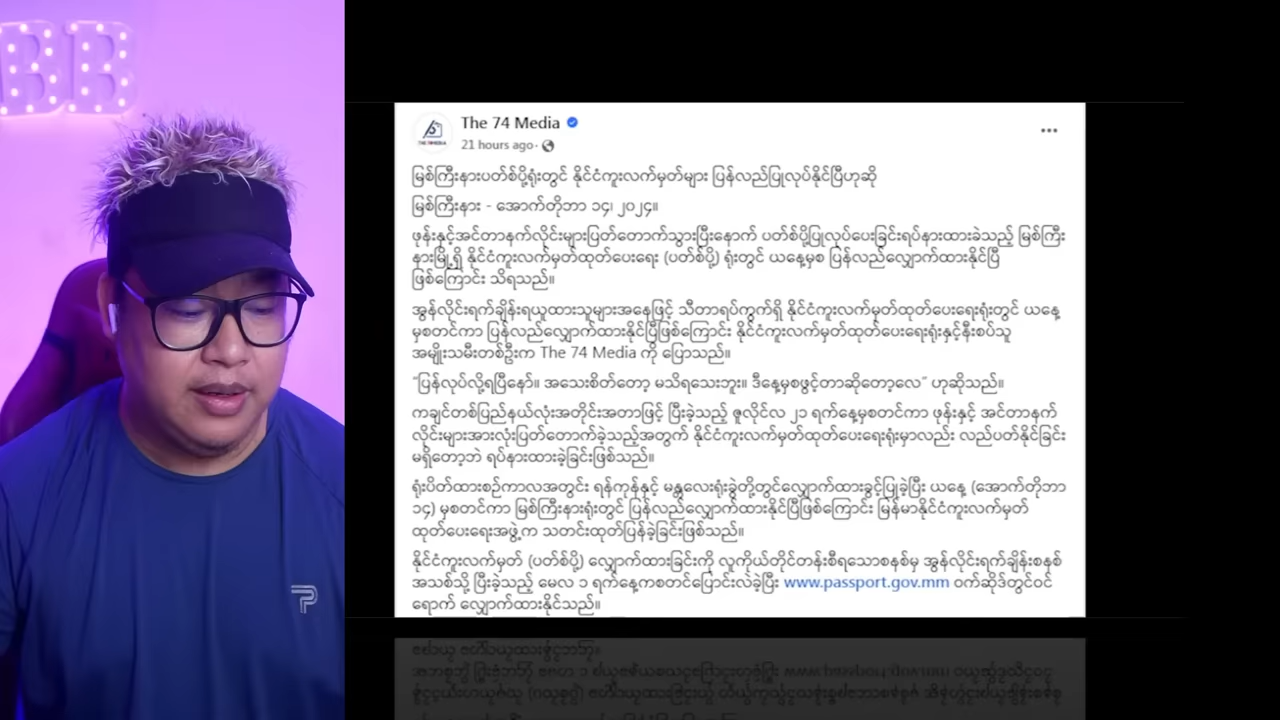 BB
The 74 Media
21 hours ago
မြစ်ကြီးနားပတ်စ်ပို့ရုံးတွင် နိုင်ငံကူးလက်မှတ်များ ပြန်လည်ပြုလုပ်နိုင်ပြီဟုဆို
မြစ်ကြီးနား - အောက်တိုဘာ ၁၄၊ ၂၀၂၄။
ဖုန်းနှင့်အင်တာနက်လိုင်းများပြတ်တောက်သွားပြီးနောက် ပတ်စ်ပို့ပြုလုပ်ပေးခြင်းရပ်နားထားခဲသည့် မြစ်ကြီး
နားမြို့ရှိ နိုင်ငံကူးလက်မှတ်ထုတ်ပေးရေး (ပတ်စ်ပို့) ရုံးတွင် ယနေ့မှစ ပြန်လည်လျှောက်ထားနိုင်ပြီ
ဖြစ်ကြောင်း သိရသည်။
အွန်လိုင်းရက်ချိန်းရယူထားသူများအနေဖြင့် သီတာရပ်ကွက်ရှိ နိုင်ငံကူးလက်မှတ်ထုတ်ပေးရေးရုံးတွင် ယနေ့
မှစတင်ကာ ပြန်လည်လျှောက်ထားနိုင်ပြီဖြစ်ကြောင်း နိုင်ငံကူးလက်မှတ်ထုတ်ပေးရေးရုံးနှင့်နီးစပ်သူ
အမျိုးသမီးတစ်ဦးက The 74 Media ကို ပြောသည်။
“ပြန်လုပ်လို့ရပြီနော်။ အသေးစိတ်တော့ မသိရသေးဘူး။ ဒီနေ့မှစဖွင့်တာဆိုတော့လေ” ဟုဆိုသည်။
ကချင်တစ်ပြည်နယ်လုံးအတိုင်းအတာဖြင့် ပြီးခဲ့သည့် ဇူလိုင်လ ၂၁ ရက်နေ့မှစတင်ကာ ဖုန်းနှင့် အင်တာနက်
လိုင်းများအားလုံးပြတ်တောက်ခဲ့သည့်အတွက် နိုင်ငံကူးလက်မှတ်ထုတ်ပေးရေးရုံးမှာလည်း လည်ပတ်နိုင်ခြင်း
မရှိတော့ဘဲ ရပ်နားထားခဲ့ခြင်းဖြစ်သည်။
ရုံးပိတ်ထားစဉ်ကာလအတွင်း ရန်ကုန်နှင့် မန္တလေးရုံးခွဲတို့တွင်လျှောက်ထားခွင့်ပြုခဲ့ပြီး ယနေ့ (အောက်တိုဘာ
၁၄) မှစတင်ကာ မြစ်ကြီးနားရုံးတွင် ပြန်လည်လျှောက်ထားနိုင်ပြီဖြစ်ကြောင်း မြန်မာနိုင်ငံကူးလက်မှတ်
ထုတ်ပေးရေးအဖွဲ့က သတင်းထုတ်ပြန်ခဲ့ခြင်းဖြစ်သည်။
နိုင်ငံကူးလက်မှတ် (ပတ်စ်ပို့) လျှောက်ထားခြင်းကို လူကိုယ်တိုင်တန်းစီရသောစနစ်မှ အွန်လိုင်းရက်ချိန်းစနစ်
အသစ်သို့ ပြီးခဲ့သည့် မေလ ၁ ရက်နေ့ကစတင်ပြောင်းလဲခဲ့ပြီး www.passport.gov.mm ဝက်ဆိုဒ်တွင်ဝင်
ရောက် လျှောက်ထားနိုင်သည်။